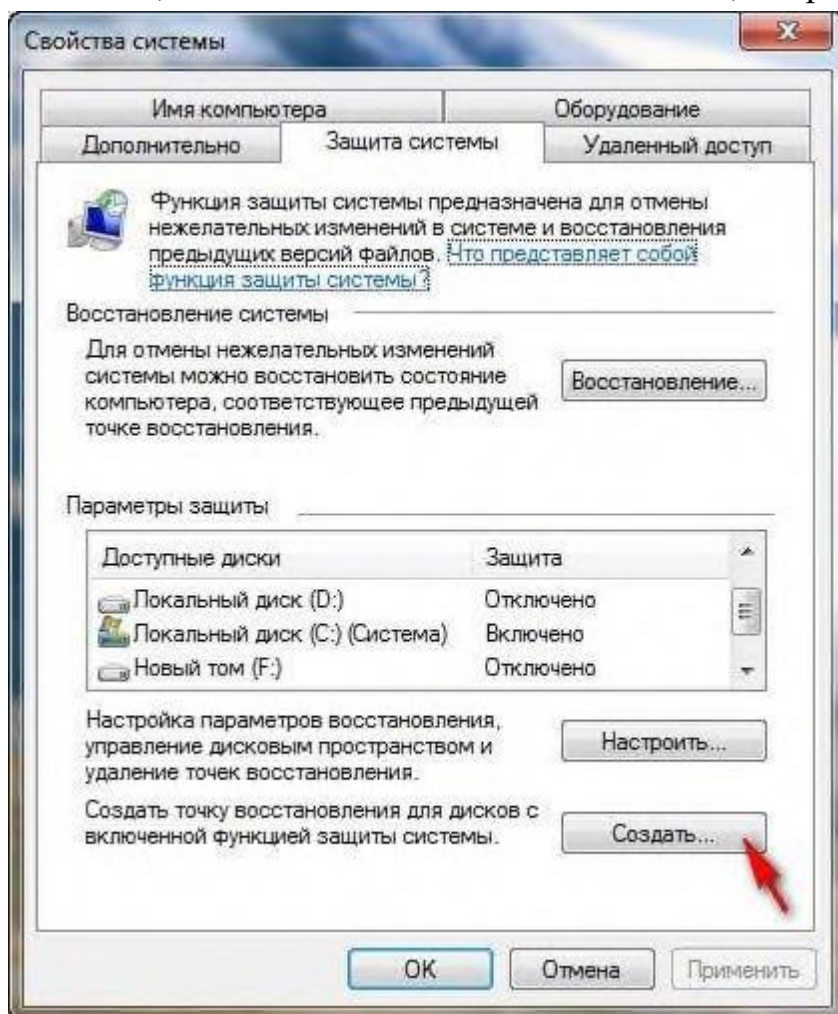 Свойства системы
Имя компьютера
Оборудование
Дополнительно
Защита системы
Удаленный доступ
Функция защиты системы предназначена для отмены
нежелательных изменений в системе и восстановления
предыдущих версий файлов. Что представляет собой
функция защиты системы?
Восстановление системы
Для отмены нежелательных изменений
системы можно восстановить состояние
компьютера, соответствующее предыдущей
точке восстановления.
Восстановление...
Параметры защиты
Доступные диски Защита
Локальный диск (D:) Отключено
Локальный диск (C:) (Система) Включено
Новый том (F:) Отключено
Настройка параметров восстановления,
управление дисковым пространством и
удаление точек восстановления.
Настроить...
Создать точку восстановления для дисков с
включенной функцией защиты системы.
Создать...
OK
Отмена
Применить